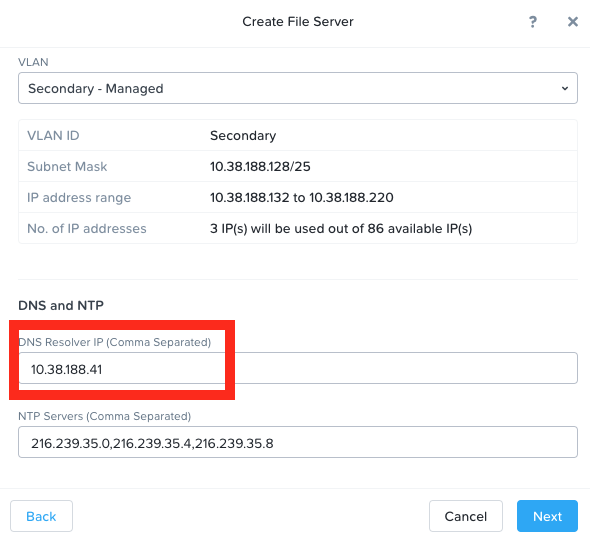 Create File Server ? ×
VLAN
Secondary - Managed
VLAN ID Secondary
Subnet Mask 10.38.188.128/25
IP address range 10.38.188.132 to 10.38.188.220
No. of IP addresses 3 IP(s) will be used out of 86 available IP(s)
DNS and NTP
DNS Resolver IP (Comma Separated)
10.38.188.41
NTP Servers (Comma Separated)
216.239.35.0,216.239.35.4,216.239.35.8
Back Cancel Next